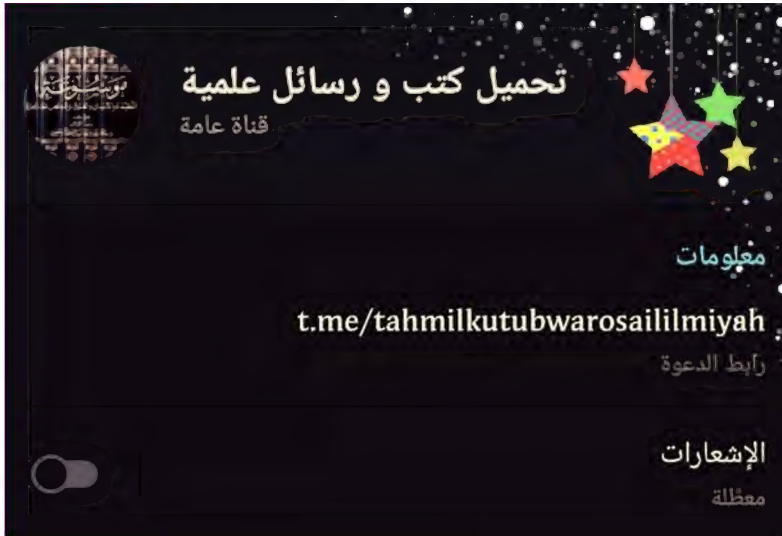 تحميل كتب و رسائل علمية
قناة عامة
معلومات
t.me/tahmilkutubwarosaililmiyah
رابط الدعوة
الإشعارات
معطلة